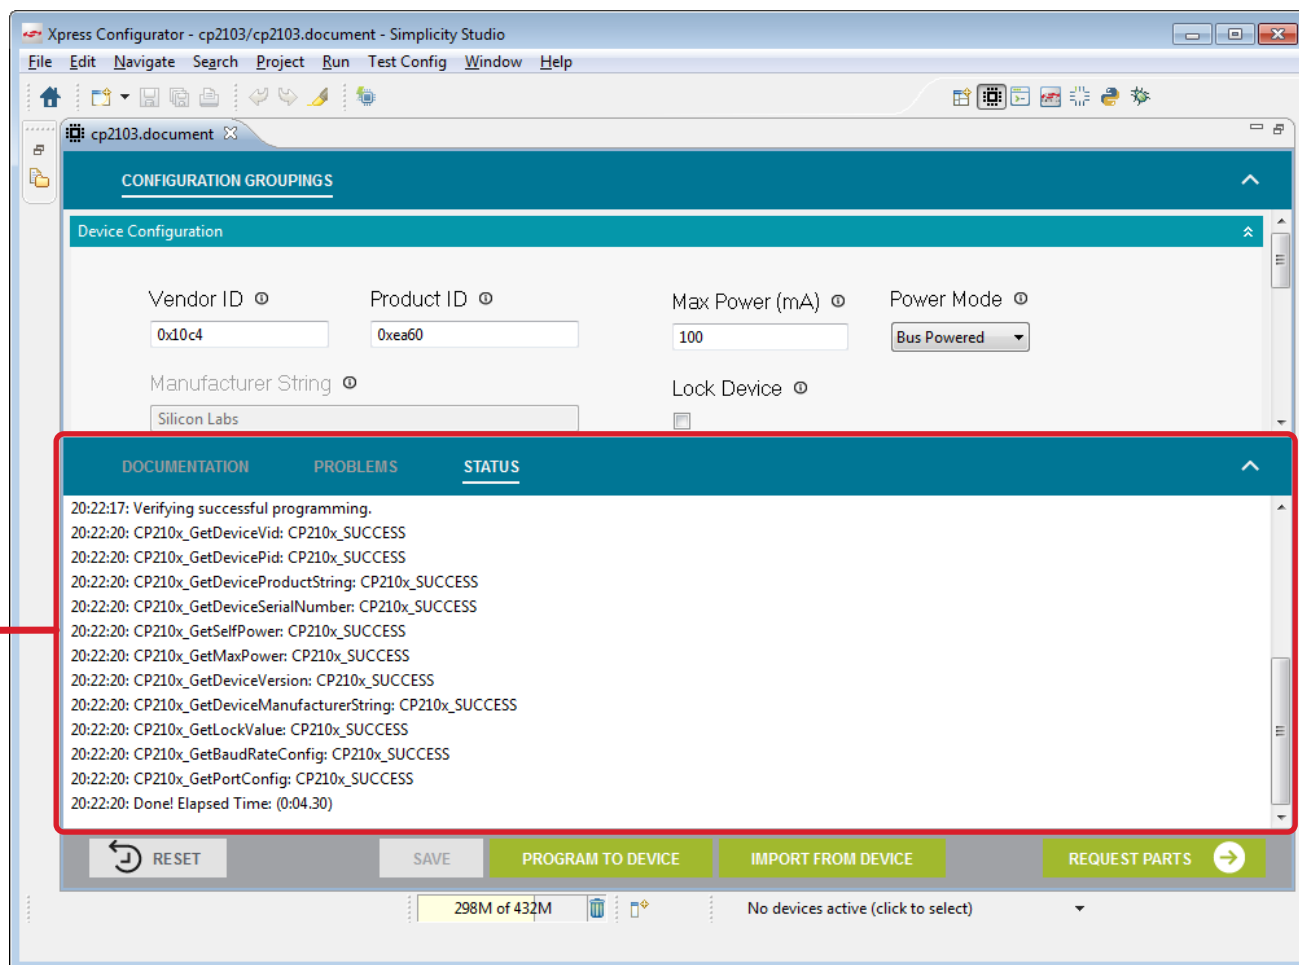 Xpress Configurator - cp2103/cp2103.document - Simplicity Studio
File Edit Navigate Search Project Run Test Config Window Help
cp2103.document
CONFIGURATION GROUPINGS
Device Configuration
Vendor ID Product ID Max Power (mA) Power Mode
0x10c4 0xea60 100 Bus Powered
Manufacturer String Lock Device
Silicon Labs
DOCUMENTATION PROBLEMS STATUS
20:22:17: Verifying successful programming.
20:22:20: CP210x_GetDeviceVid: CP210x_SUCCESS
20:22:20: CP210x_GetDevicePid: CP210x_SUCCESS
20:22:20: CP210x_GetDeviceProductString: CP210x_SUCCESS
20:22:20: CP210x_GetDeviceSerialNumber: CP210x_SUCCESS
20:22:20: CP210x_GetSelfPower: CP210x_SUCCESS
20:22:20: CP210x_GetMaxPower: CP210x_SUCCESS
20:22:20: CP210x_GetDeviceVersion: CP210x_SUCCESS
20:22:20: CP210x_GetDeviceManufacturerString: CP210x_SUCCESS
20:22:20: CP210x_GetLockValue: CP210x_SUCCESS
20:22:20: CP210x_GetBaudRateConfig: CP210x_SUCCESS
20:22:20: CP210x_GetPortConfig: CP210x_SUCCESS
20:22:20: Done! Elapsed Time: (0:04.30)
RESET SAVE PROGRAM TO DEVICE IMPORT FROM DEVICE REQUEST PARTS
298M of 432M No devices active (click to select)